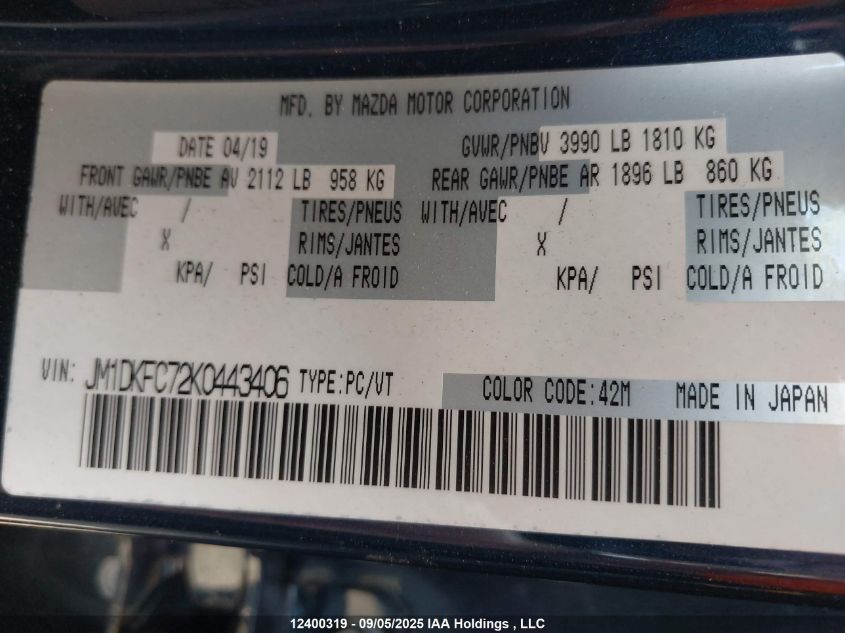 MFD. BY MAZDA MOTOR CORPORATION
DATE 04/19 GVWR/PNBV 3990 LB 1810 KG
FRONT GAWR/PNBE AV 2112 LB 958 KG REAR GAWR/PNBE AR 1896 LB 860 KG
WITH/AVEC / TIRES/PNEUS WITH/AVEC / TIRES/PNEUS
X RIMS/JANTES X RIMS/JANTES
KPA/ PSI COLD/A FROID KPA/ PSI COLD/A FROID
VIN: JM1DKFC72K0443406 TYPE:PC/VT COLOR CODE:42M MADE IN JAPAN
12400319 - 09/05/2025 IAA Holdings , LLC